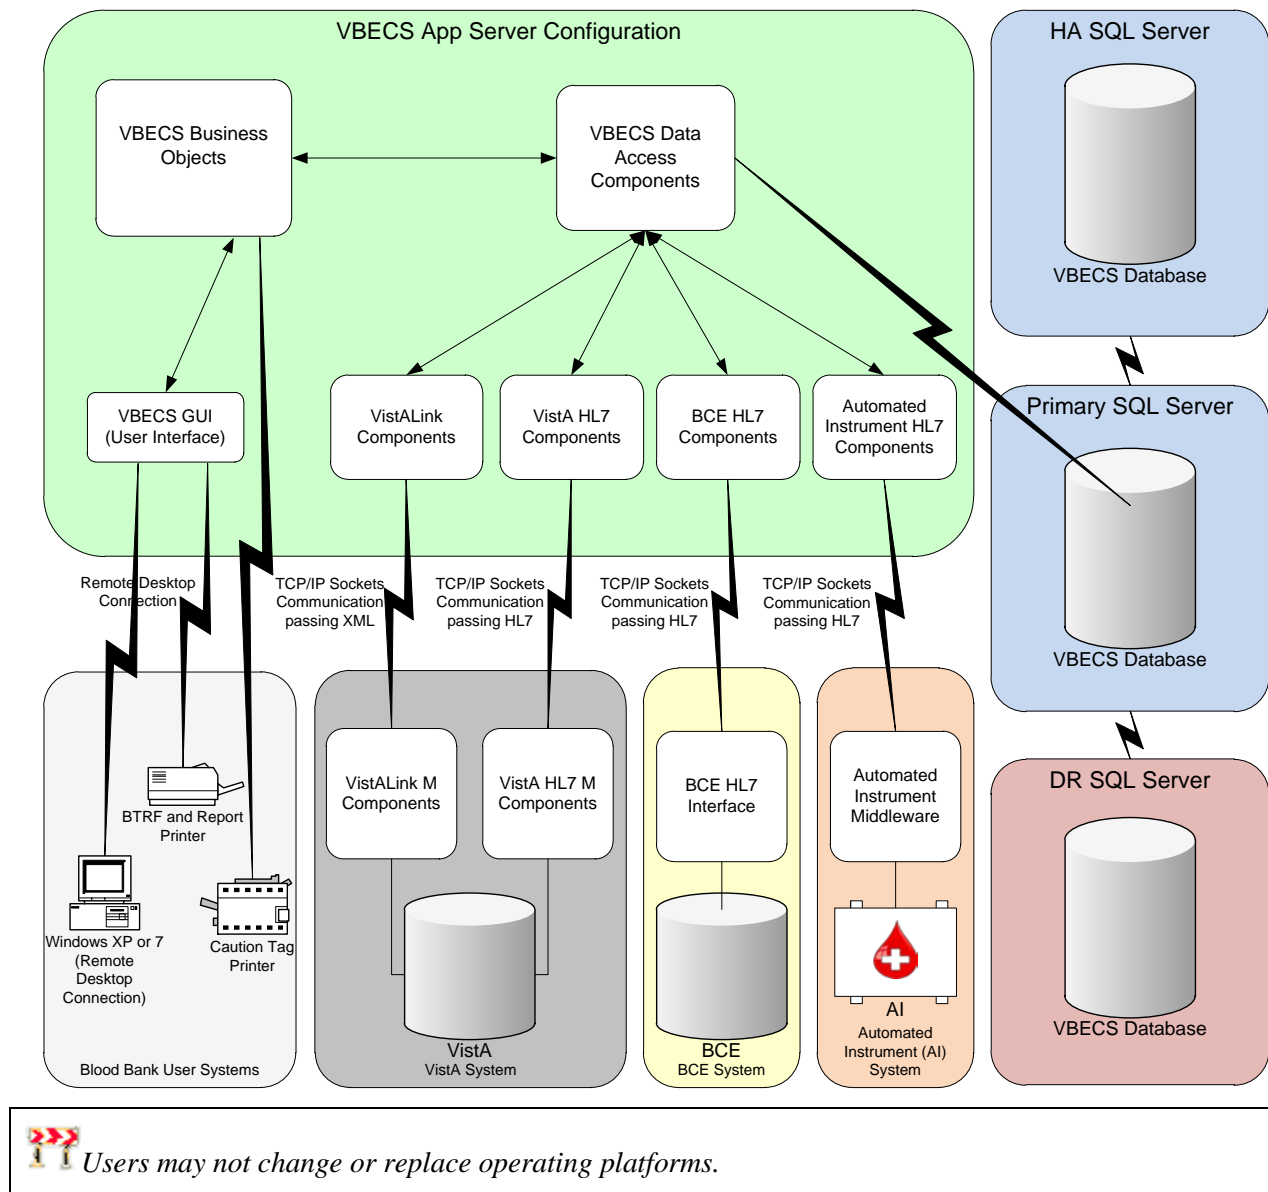 VBECS App Server Configuration
HA SQL Server
VBECS Business
Objects
VBECS Data
Access
Components
VBECS Database
VBECS GUI
(User Interface)
VistALink
Components
VistA HL7
Components
BCE HL7
Components
Automated
Instrument HL7
Components
Primary SQL Server
VBECS Database
Remote Desktop
Connection
TCP/IP Sockets
Communication
passing XML
TCP/IP Sockets
Communication
passing HL7
TCP/IP Sockets
Communication
passing HL7
TCP/IP Sockets
Communication
passing HL7
BTRF and Report
Printer
Windows XP or 7
(Remote
Desktop
Connection)
Caution Tag
Printer
Blood Bank User Systems
VistALink M
Components
VistA HL7 M
Components
VistA
VistA System
BCE HL7
Interface
BCE
BCE System
Automated
Instrument
Middleware
AI
Automated
Instrument (AI)
System
DR SQL Server
VBECS Database
Users may not change or replace operating platforms.